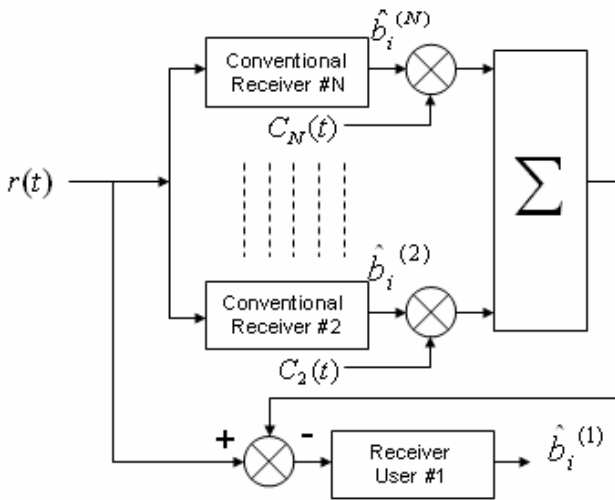 Conventional
Receiver #N
b̂_i^(N)
C_N(t)
r(t)
Σ
Conventional
Receiver #2
b̂_i^(2)
C_2(t)
+
-
Receiver
User #1
b̂_i^(1)